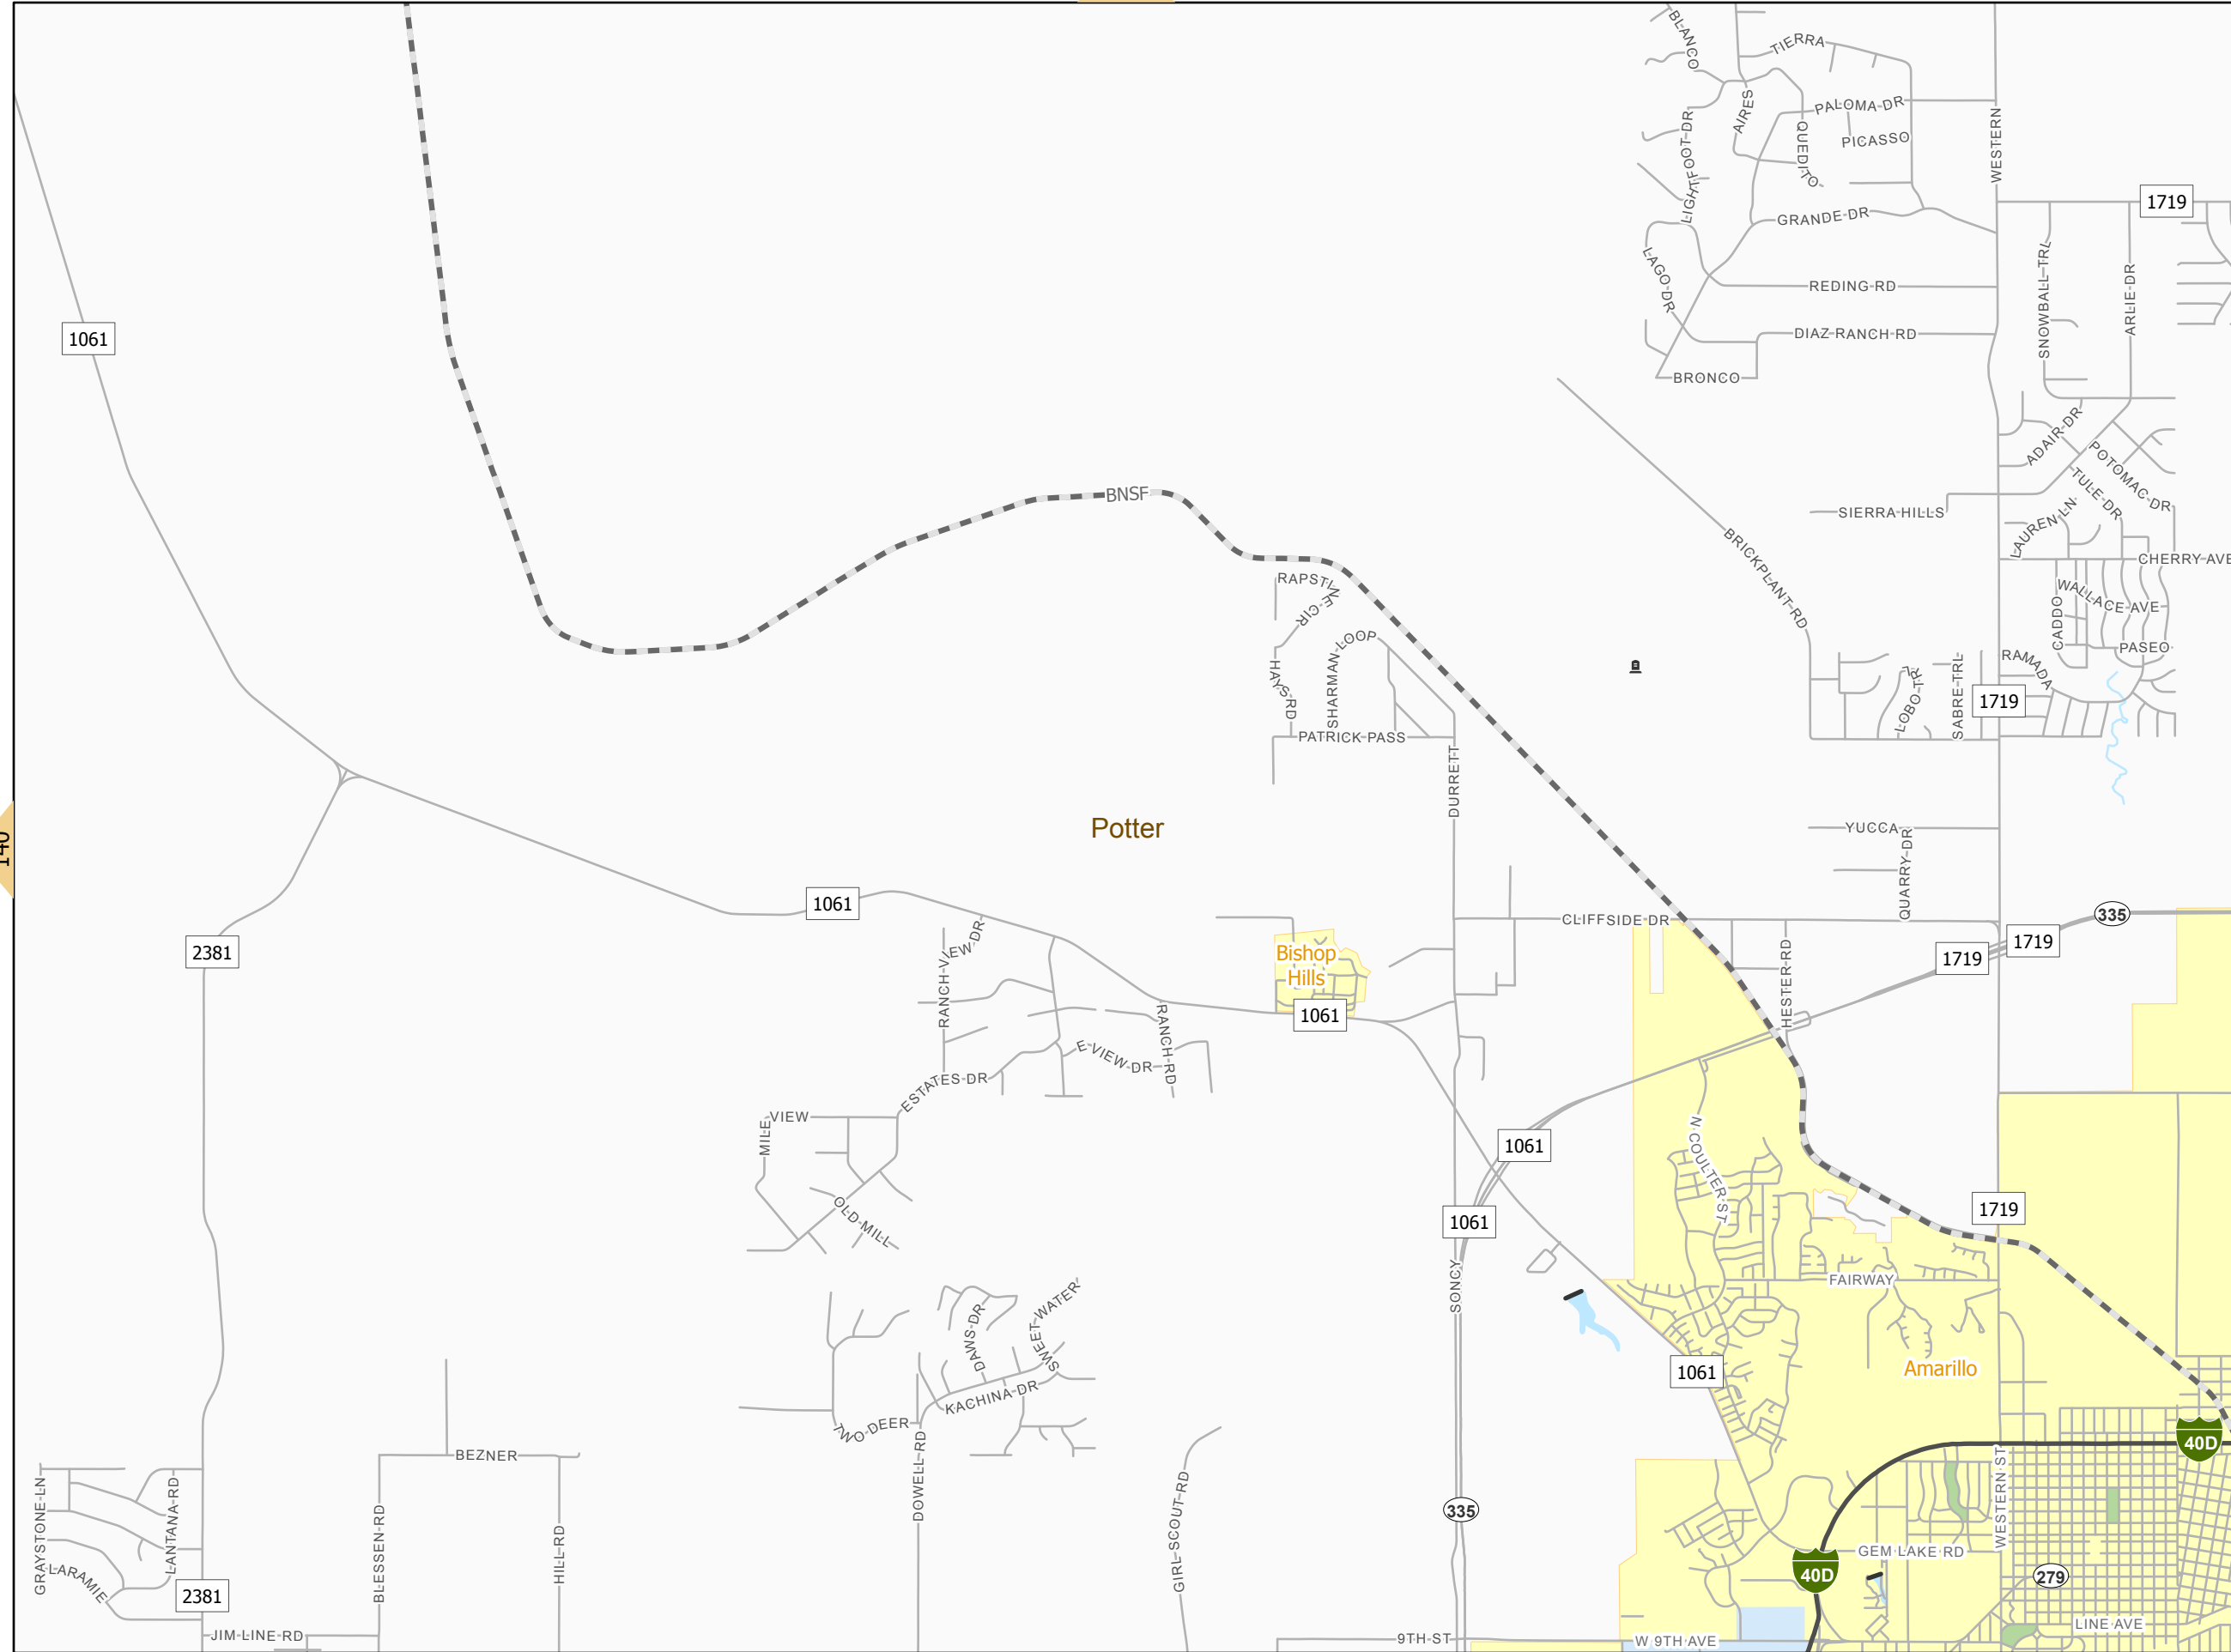 BLANCO
TIERRA
AIRES
PALOMA DR
LIGHTFOOT DR
QUEDITO
PICASSO
WESTERN
1719
GRANDE DR
LAGO DR
REDING RD
SNOWBALL TRL
ARLIE DR
1061
DIAZ RANCH RD
BRONCO
ADAIR DR
POTOMAC DR
TULE DR
BNSF
SIERRA HILLS
LAUREN LN
BRICKPLANT RD
CHERRY AVE
RAPSTINE CIR
WALLACE AVE
CADDO
SHARMAN LOOP
PASEO
HAYS RD
RAMADA
LOBO TRL
SABRE TRL
1719
PATRICK PASS
DURRETT
Potter
140
YUCCA
QUARRY DR
1061
CLIFFSIDE DR
335
2381
RANCH VIEW DR
Bishop
Hills
HESTER RD
1719
1719
1061
RANCH RD
E VIEW DR
ESTATES DR
VIEW
MILE
N COULTER ST
1061
OLD MILL
1061
1719
SONCY
FAIRWAY
DAWS DR
SWEET WATER
1061
Amarillo
KACHINA DR
TWO DEER
40D
BEZNER
DOWELL RD
WESTERN ST
GRAYSTONE LN
LANTANA RD
BLESSEN RD
HILL RD
GIRL SCOUT RD
335
GEM LAKE RD
40D
279
LARAMIE
2381
LINE AVE
JIM LINE RD
9TH ST
W 9TH AVE